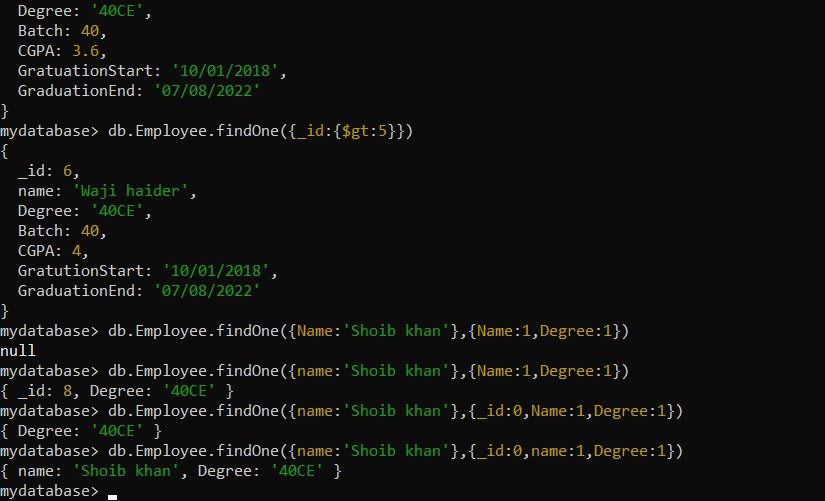 Degree: '40CE',
  Batch: 40,
  CGPA: 3.6,
  GratuationStart: '10/01/2018',
  GraduationEnd: '07/08/2022'
}
mydatabase> db.Employee.findOne({_id:{$gt:5}})
{
  _id: 6,
  name: 'Waji haider',
  Degree: '40CE',
  Batch: 40,
  CGPA: 4,
  GratutionStart: '10/01/2018',
  GraduationEnd: '07/08/2022'
}
mydatabase> db.Employee.findOne({Name:'Shoib khan'},{Name:1,Degree:1})
null
mydatabase> db.Employee.findOne({name:'Shoib khan'},{Name:1,Degree:1})
{ _id: 8, Degree: '40CE' }
mydatabase> db.Employee.findOne({name:'Shoib khan'},{_id:0,Name:1,Degree:1})
{ Degree: '40CE' }
mydatabase> db.Employee.findOne({name:'Shoib khan'},{_id:0,name:1,Degree:1})
{ name: 'Shoib khan', Degree: '40CE' }
mydatabase>